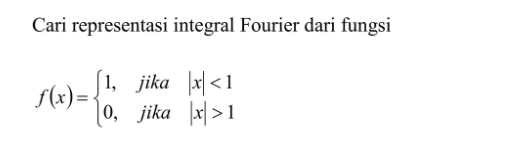 Cari representasi integral Fourier dari fungsi
f(x) = {1, jika |x| < 1
0, jika |x| > 1